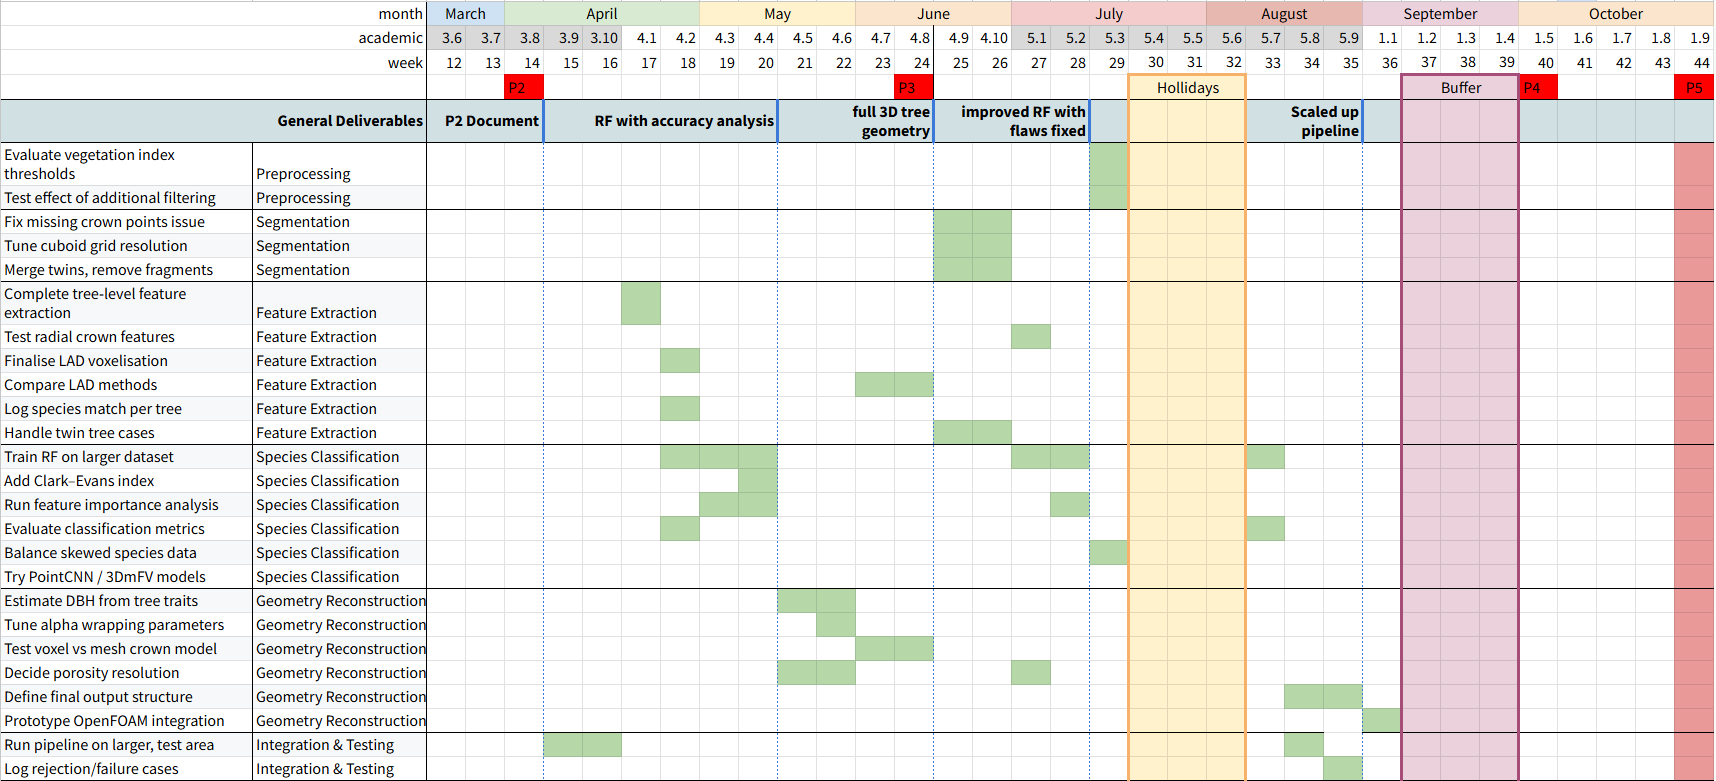 month March April May June July August September October
academic 3.6 3.7 3.8 3.9 3.10 4.1 4.2 4.3 4.4 4.5 4.6 4.7 4.8 4.9 4.10 5.1 5.2 5.3 5.4 5.5 5.6 5.7 5.8 5.9 1.1 1.2 1.3 1.4 1.5 1.6 1.7 1.8 1.9
week 12 13 14 15 16 17 18 19 20 21 22 23 24 25 26 27 28 29 30 31 32 33 34 35 36 37 38 39 40 41 42 43 44
P2 P3 Hollidays Buffer P4 P5
General Deliverables P2 Document RF with accuracy analysis
full 3D tree
geometry
improved RF with
flaws fixed
Scaled up
pipeline
Evaluate vegetation index
thresholds Preprocessing
Test effect of additional filtering Preprocessing
Fix missing crown points issue Segmentation
Tune cuboid grid resolution Segmentation
Merge twins, remove fragments Segmentation
Complete tree-level feature
extraction Feature Extraction
Test radial crown features Feature Extraction
Finalise LAD voxelisation Feature Extraction
Compare LAD methods Feature Extraction
Log species match per tree Feature Extraction
Handle twin tree cases Feature Extraction
Train RF on larger dataset Species Classification
Add Clark–Evans index Species Classification
Run feature importance analysis Species Classification
Evaluate classification metrics Species Classification
Balance skewed species data Species Classification
Try PointCNN / 3DmFV models Species Classification
Estimate DBH from tree traits Geometry Reconstruction
Tune alpha wrapping parameters Geometry Reconstruction
Test voxel vs mesh crown model Geometry Reconstruction
Decide porosity resolution Geometry Reconstruction
Define final output structure Geometry Reconstruction
Prototype OpenFOAM integration Geometry Reconstruction
Run pipeline on larger, test area Integration & Testing
Log rejection/failure cases Integration & Testing